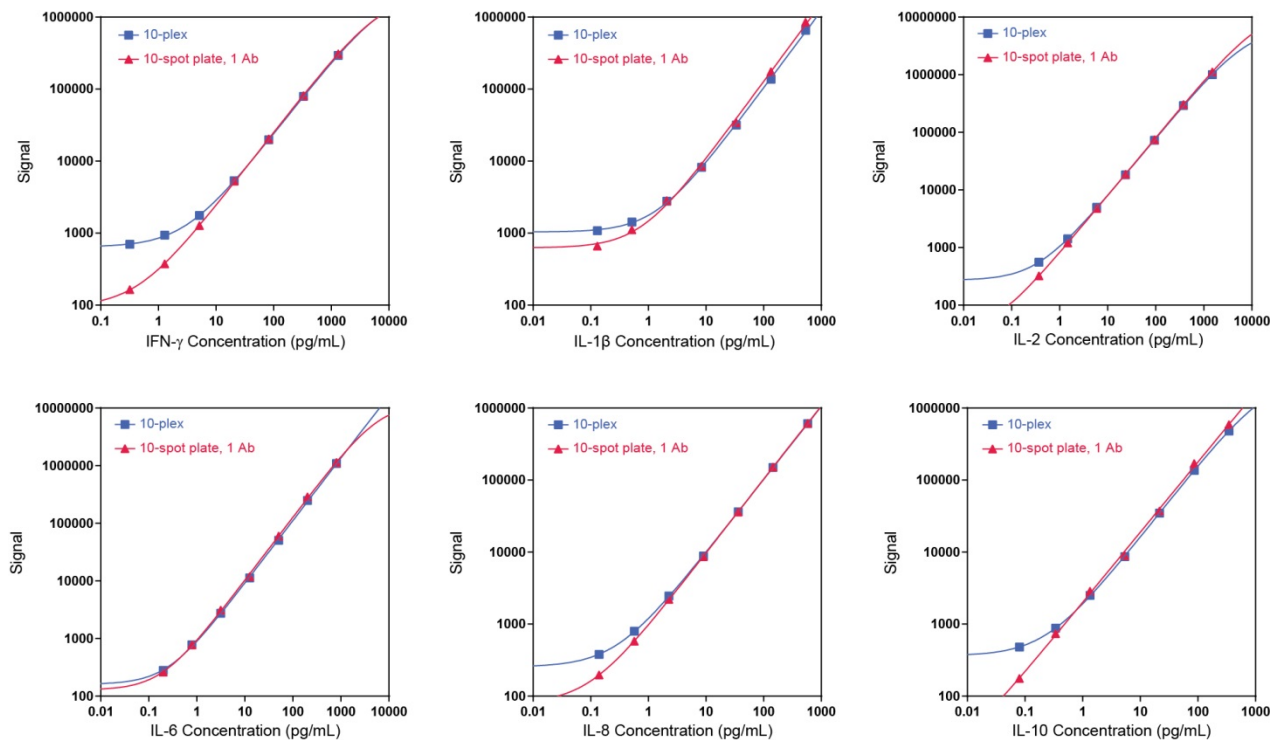 1000000
100000
10000
1000
100
Signal
10-plex
10-spot plate, 1 Ab
0.1 1 10 100 1000 10000
IFN-γ Concentration (pg/mL)
1000000
100000
10000
1000
100
Signal
10-plex
10-spot plate, 1 Ab
0.01 0.1 1 10 100 1000
IL-1β Concentration (pg/mL)
10000000
1000000
100000
10000
1000
100
Signal
10-plex
10-spot plate, 1 Ab
0.01 0.1 1 10 100 1000 10000
IL-2 Concentration (pg/mL)
10000000
1000000
100000
10000
1000
100
Signal
10-plex
10-spot plate, 1 Ab
0.01 0.1 1 10 100 1000 10000
IL-6 Concentration (pg/mL)
1000000
100000
10000
1000
100
Signal
10-plex
10-spot plate, 1 Ab
0.01 0.1 1 10 100 1000
IL-8 Concentration (pg/mL)
1000000
100000
10000
1000
100
Signal
10-plex
10-spot plate, 1 Ab
0.01 0.1 1 10 100 1000
IL-10 Concentration (pg/mL)